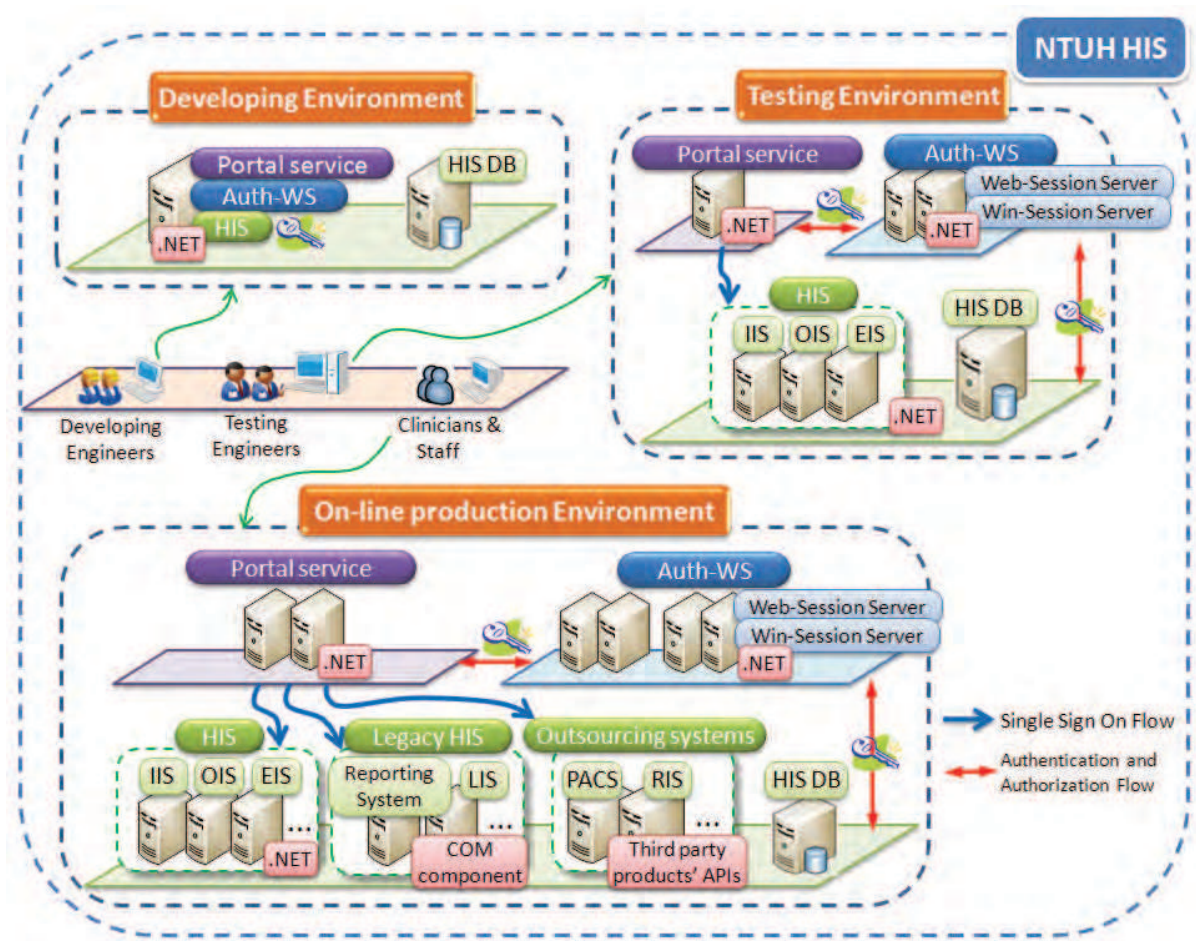 NTUH HIS
Developing Environment
Portal service
Auth-WS
HIS
.NET
HIS DB
Testing Environment
Portal service
Auth-WS
Web-Session Server
Win-Session Server
.NET
.NET
HIS
IIS
OIS
EIS
HIS DB
.NET
Developing
Engineers
Testing
Engineers
Clinicians &
Staff
On-line production Environment
Portal service
Auth-WS
Web-Session Server
Win-Session Server
.NET
.NET
HIS
Legacy HIS
Outsourcing systems
IIS
OIS
EIS
...
.NET
Reporting
System
LIS
...
COM
component
PACS
RIS
...
Third party
products’ APIs
HIS DB
Single Sign On Flow
Authentication and
Authorization Flow